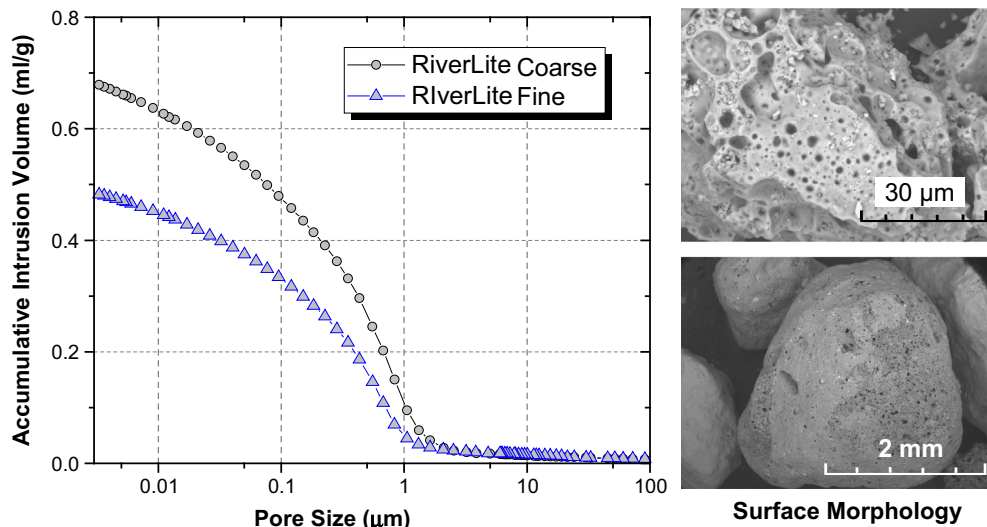 Accumulative Intrusion Volume (ml/g)
0.8
0.6
0.4
0.2
0.0
0.01
0.1
1
10
100
Pore Size (μm)
RiverLite Coarse
RIverLite Fine
30 μm
2 mm
Surface Morphology